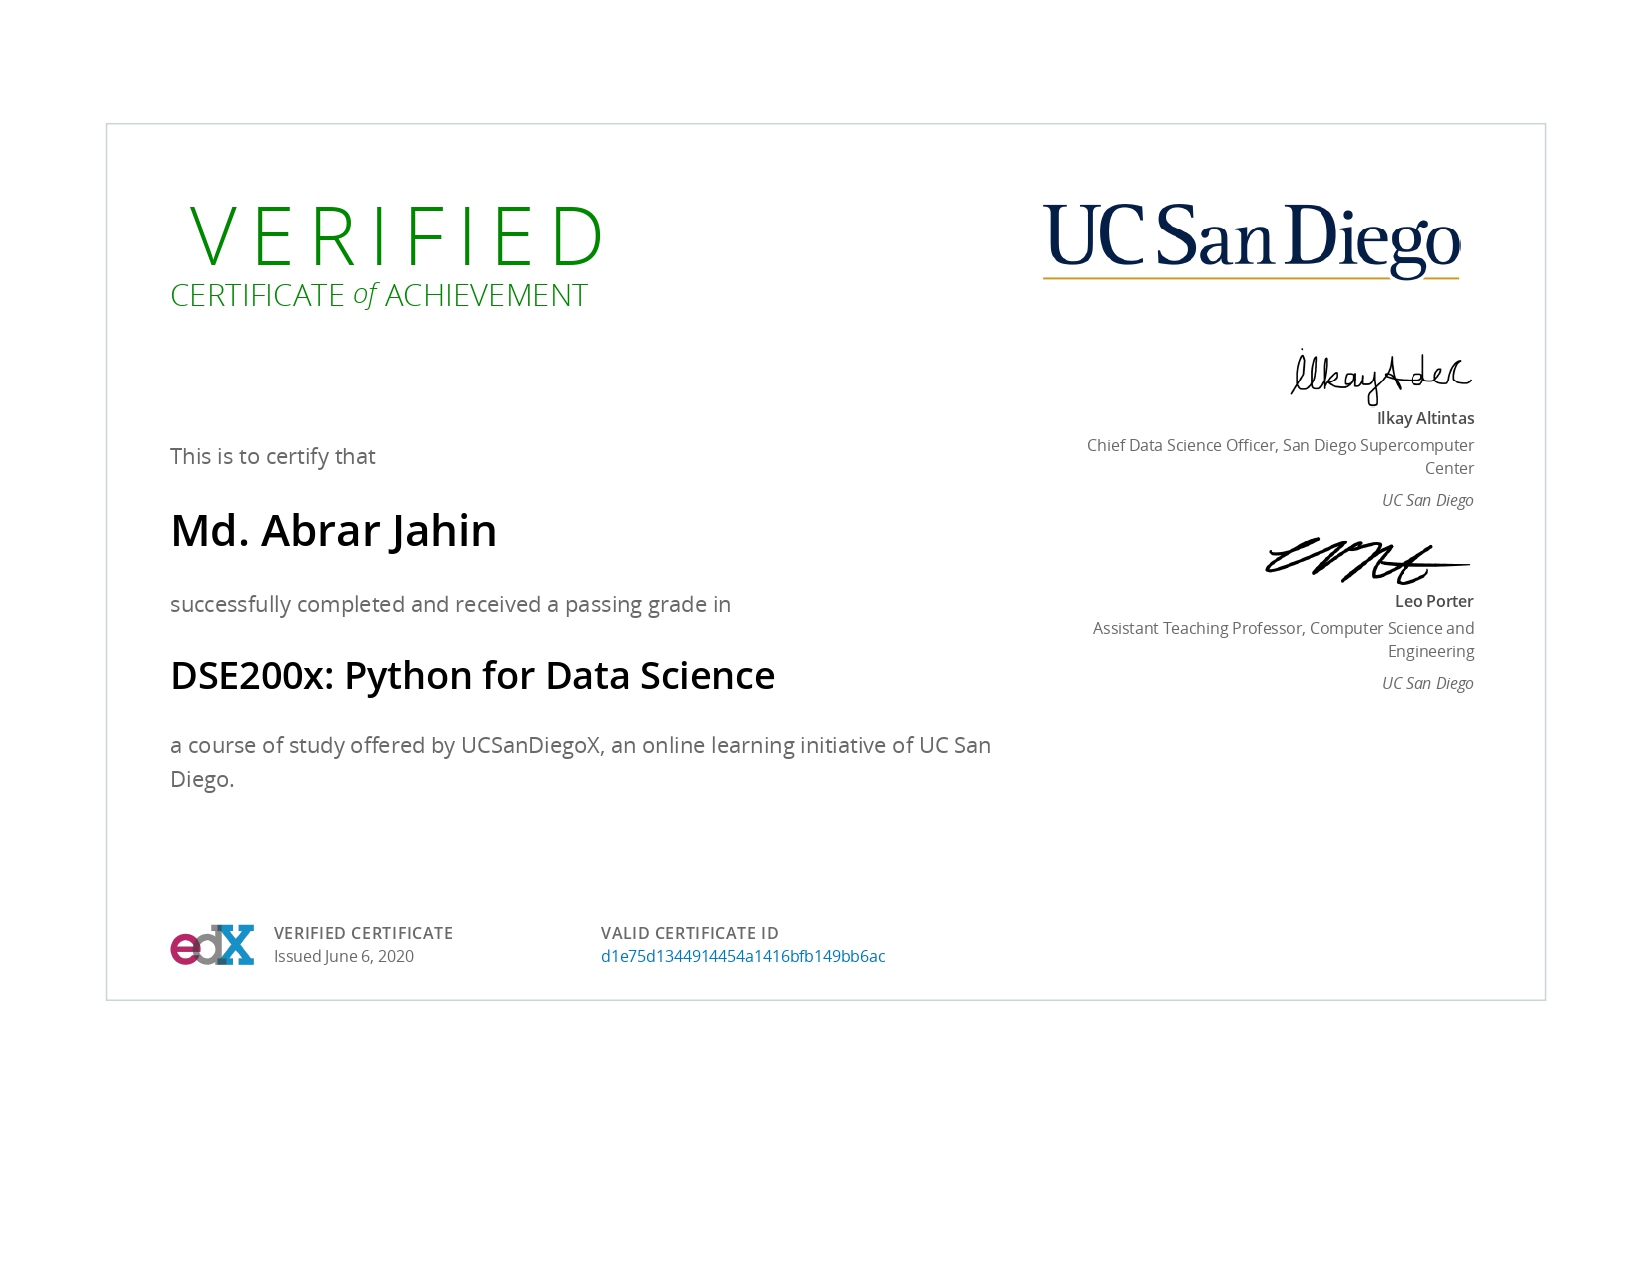 VERIFIED
CERTIFICATE of ACHIEVEMENT
UC San Diego
This is to certify that
Md. Abrar Jahin
successfully completed and received a passing grade in
DSE200x: Python for Data Science
a course of study offered by UCSanDiegoX, an online learning initiative of UC San
Diego.
Ilkay Altintas
Chief Data Science Officer, San Diego Supercomputer
Center
UC San Diego
Leo Porter
Assistant Teaching Professor, Computer Science and
Engineering
UC San Diego
edX
VERIFIED CERTIFICATE
Issued June 6, 2020
VALID CERTIFICATE ID
d1e75d1344914454a1416bfb149bb6ac